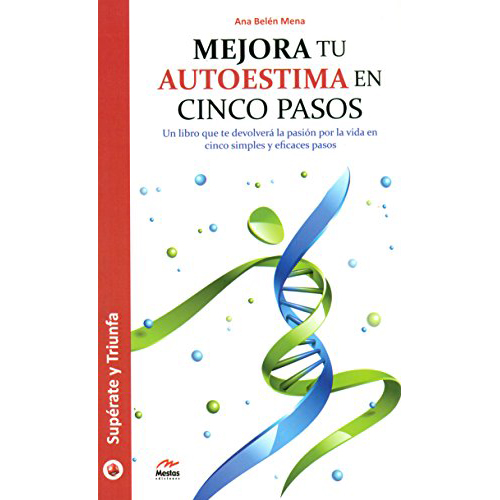 Ana Belén Mena
MEJORA TU
AUTOESTIMA EN
CINCO PASOS
Un libro que te devolverá la pasión por la vida en
cinco simples y eficaces pasos
Supérate y Triunfa
Mestas
ediciones